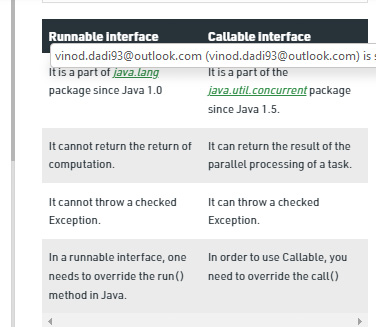 Runnable Interface Callable Interface
vinod.dadi93@outlook.com (vinod.dadi93@outlook.com) is
It is a part of java.lang It is a part of the
package since Java 1.0 java.util.concurrent package
since Java 1.5.
It cannot return the return of It can return the result of the
computation. parallel processing of a task.
It cannot throw a checked It can throw a checked
Exception. Exception.
In a runnable interface, one In order to use Callable, you
needs to override the run() need to override the call()
method in Java.